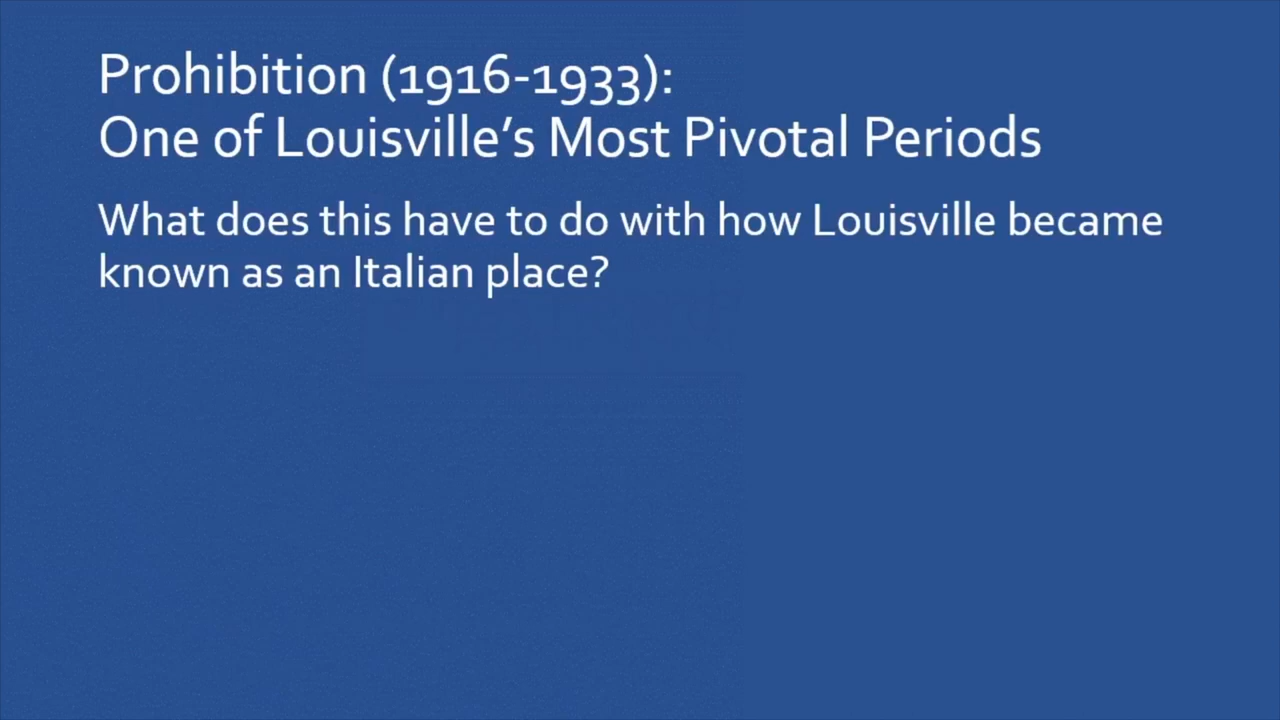 Prohibition (1916-1933):
One of Louisville’s Most Pivotal Periods
What does this have to do with how Louisville became
known as an Italian place?